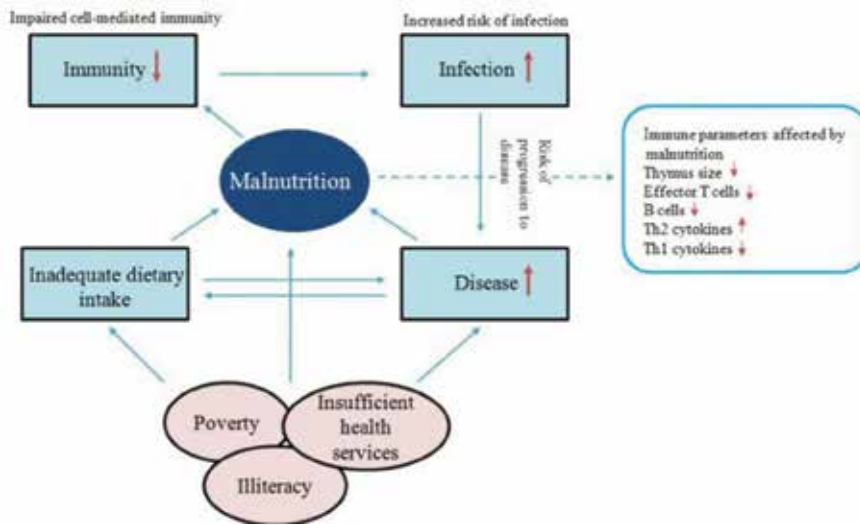 Impaired cell-mediated immunity
Increased risk of infection
Immunity ↓
Infection ↑
Risk of
progression to
disease
Malnutrition
Immune parameters affected by
malnutrition
Thymus size ↓
Effector T cells ↓
B cells ↓
Th2 cytokines ↑
Th1 cytokines ↓
Inadequate dietary
intake
Disease ↑
Poverty
Insufficient
health
services
Illiteracy